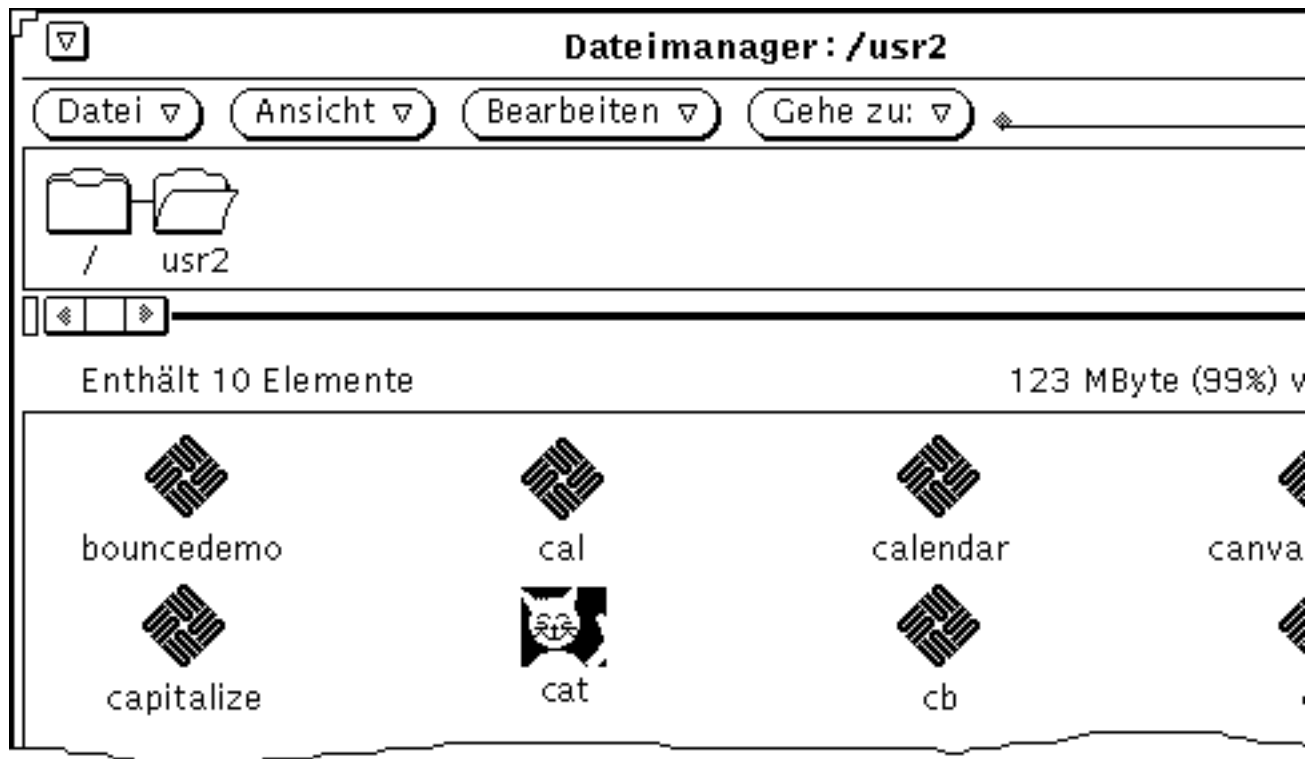 Dateimanager: /usr2
Datei Ansicht Bearbeiten Gehe zu:
/ usr2
Enthält 10 Elemente 123 MByte (99%)
bouncedemo cal calendar
capitalize cat cb